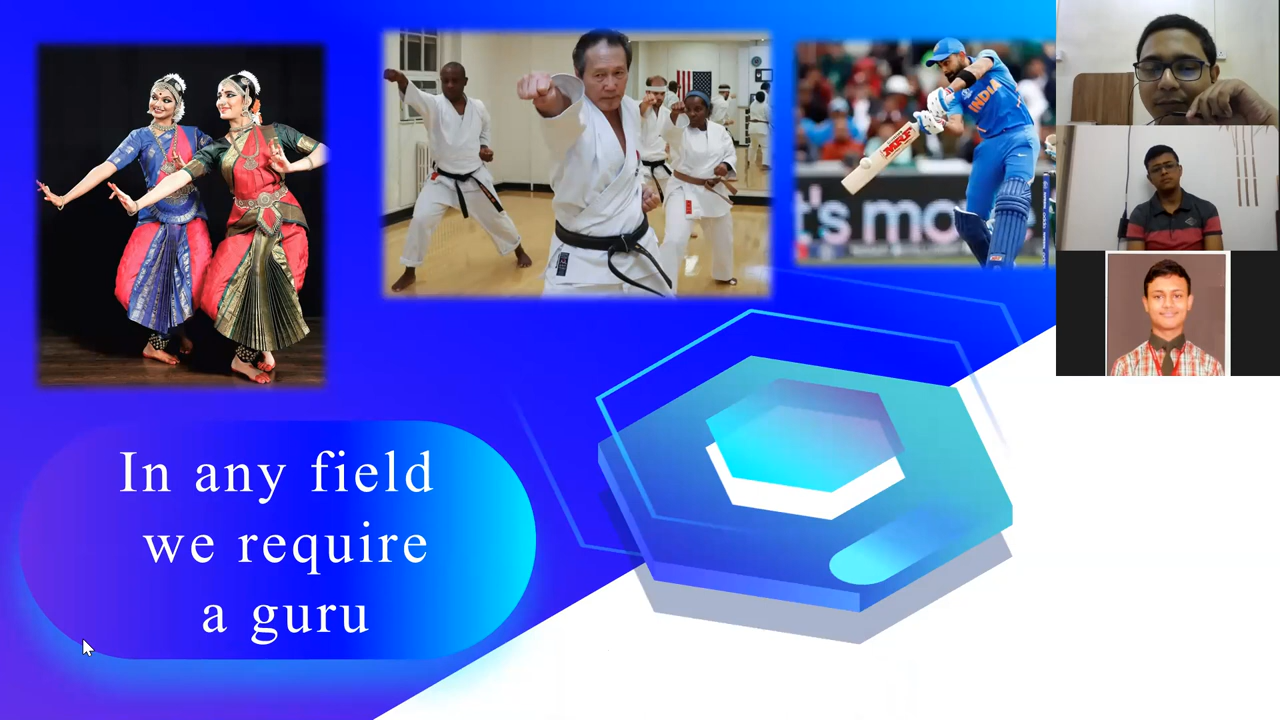 INDIA
MRF
t's mo
In any field
we require
a guru